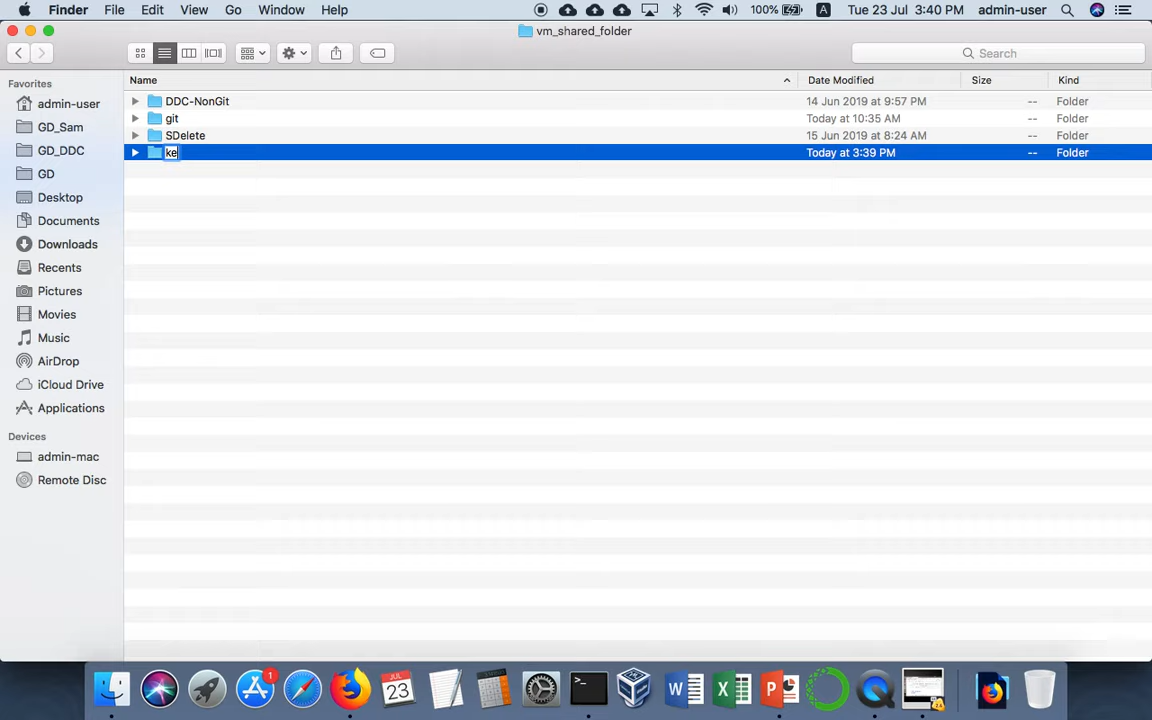 Finder File Edit View Go Window Help 100% A Tue 23 Jul 3:40 PM admin-user
vm_shared_folder
Search
Favorites
admin-user
GD_Sam
GD_DDC
GD
Desktop
Documents
Downloads
Recents
Pictures
Movies
Music
AirDrop
iCloud Drive
Applications
Devices
admin-mac
Remote Disc
Name Date Modified Size Kind
DDC-NonGit 14 Jun 2019 at 9:57 PM -- Folder
git Today at 10:35 AM -- Folder
SDelete 15 Jun 2019 at 8:24 AM -- Folder
ke Today at 3:39 PM -- Folder
1
JUL
23
>_
W
X
P